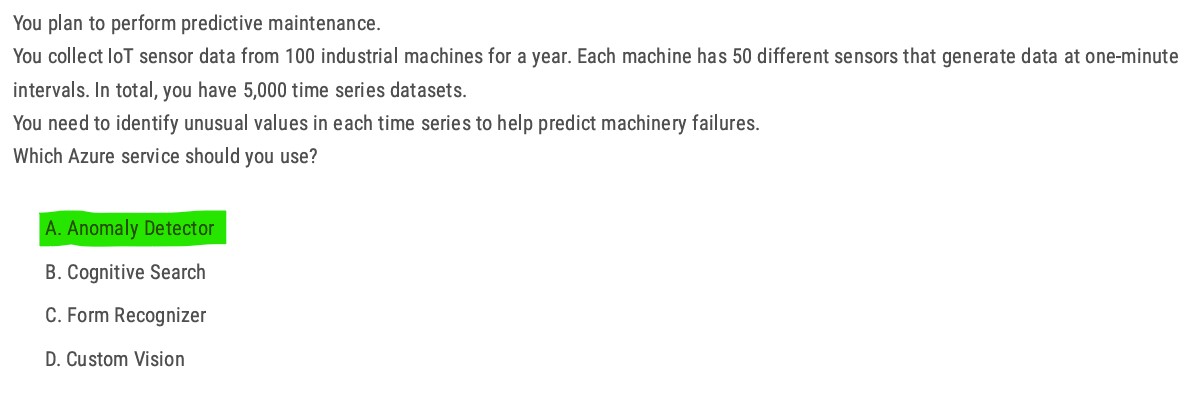 You plan to perform predictive maintenance.
You collect IoT sensor data from 100 industrial machines for a year. Each machine has 50 different sensors that generate data at one-minute
intervals. In total, you have 5,000 time series datasets.
You need to identify unusual values in each time series to help predict machinery failures.
Which Azure service should you use?
A. Anomaly Detector
B. Cognitive Search
C. Form Recognizer
D. Custom Vision